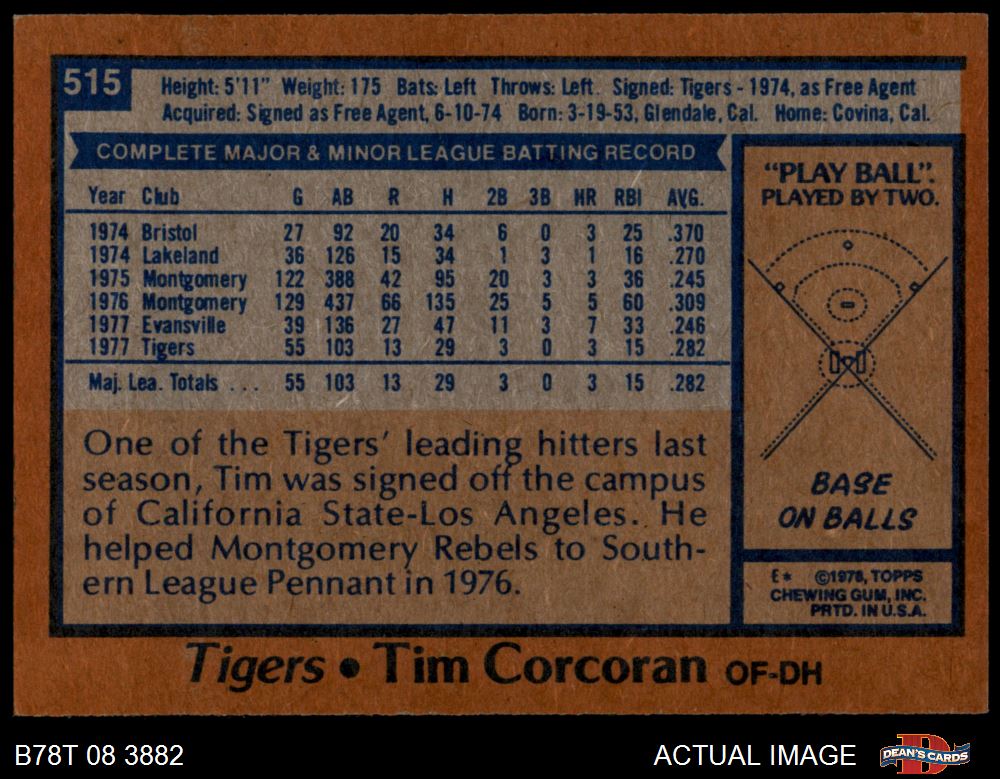 515
Height: 5'11" Weight: 175 Bats: Left Throws: Left. Signed: Tigers - 1974, as Free Agent
Acquired: Signed as Free Agent, 6-10-74 Born: 3-19-53, Glendale, Cal. Home: Covina, Cal.
COMPLETE MAJOR & MINOR LEAGUE BATTING RECORD
Year Club G AB R H 2B 3B HR RBI AVG.
1974 Bristol 27 92 20 34 6 0 3 25 .370
1974 Lakeland 36 126 15 34 1 3 1 16 .270
1975 Montgomery 122 388 42 95 20 3 3 36 .245
1976 Montgomery 129 437 66 135 25 5 5 60 .309
1977 Evansville 39 136 27 47 11 3 7 33 .246
1977 Tigers 55 103 13 29 3 0 3 15 .282
Maj. Lea. Totals ... 55 103 13 29 3 0 3 15 .282
One of the Tigers' leading hitters last
season, Tim was signed off the campus
of California State-Los Angeles. He
helped Montgomery Rebels to South-
ern League Pennant in 1976.
"PLAY BALL".
PLAYED BY TWO.
BASE
ON BALLS
E* ©1978, TOPPS
CHEWING GUM, INC.
PRTD. IN U.S.A.
Tigers • Tim Corcoran OF-DH
B78T 08 3882
ACTUAL IMAGE
DEAN'S CARDS